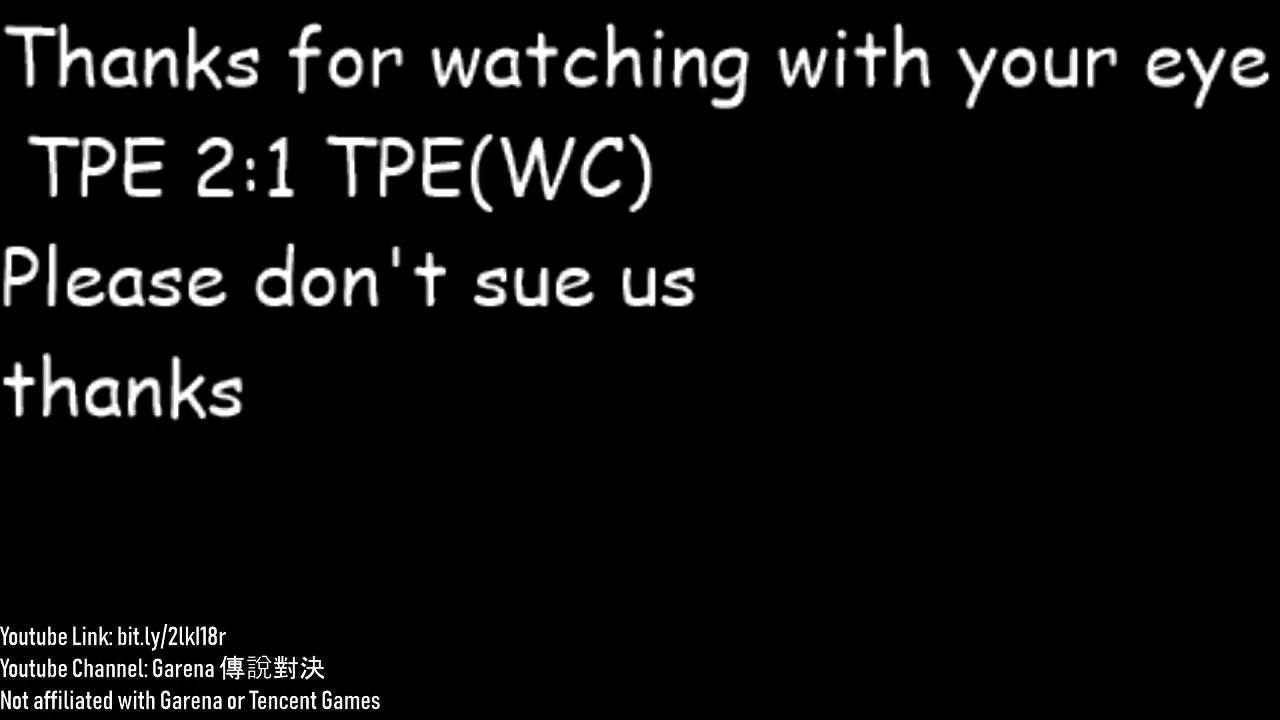 Thanks for watching with your eye
TPE 2:1 TPE(WC)
Please don't sue us
thanks
Youtube Link: bit.ly/2lkI18r
Youtube Channel: Garena 傳說對決
Not affiliated with Garena or Tencent Games